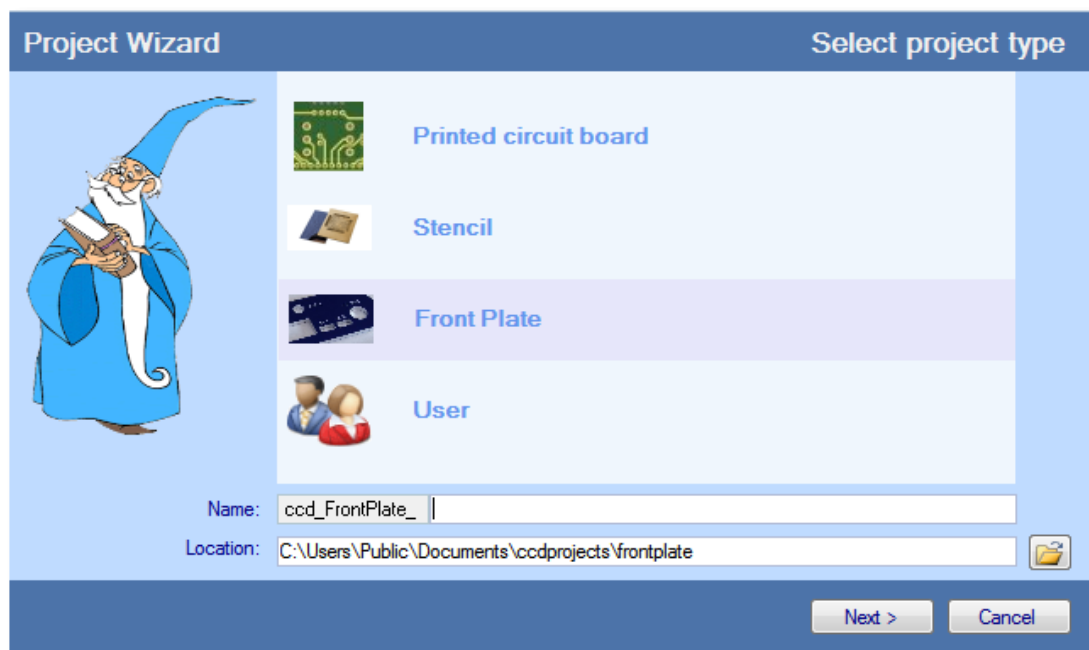 Project Wizard
Select project type
Printed circuit board
Stencil
Front Plate
User
Name: ccd_FrontPlate_
Location: C:\Users\Public\Documents\ccdprojects\frontplate
Next > Cancel